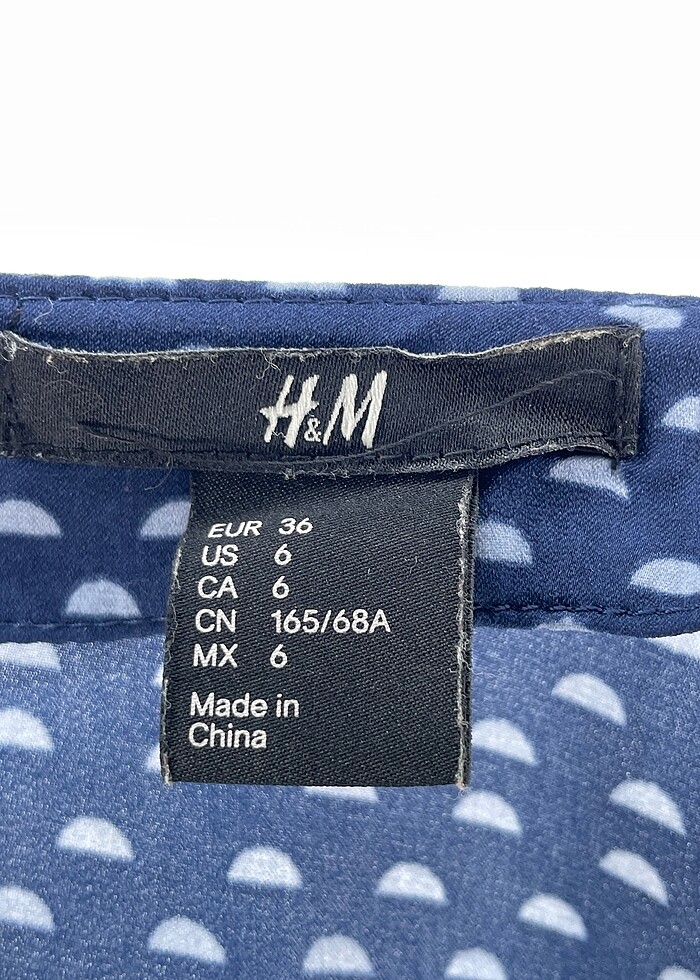 H&M
EUR 36
US 6
CA 6
CN 165/68A
MX 6
Made in
China